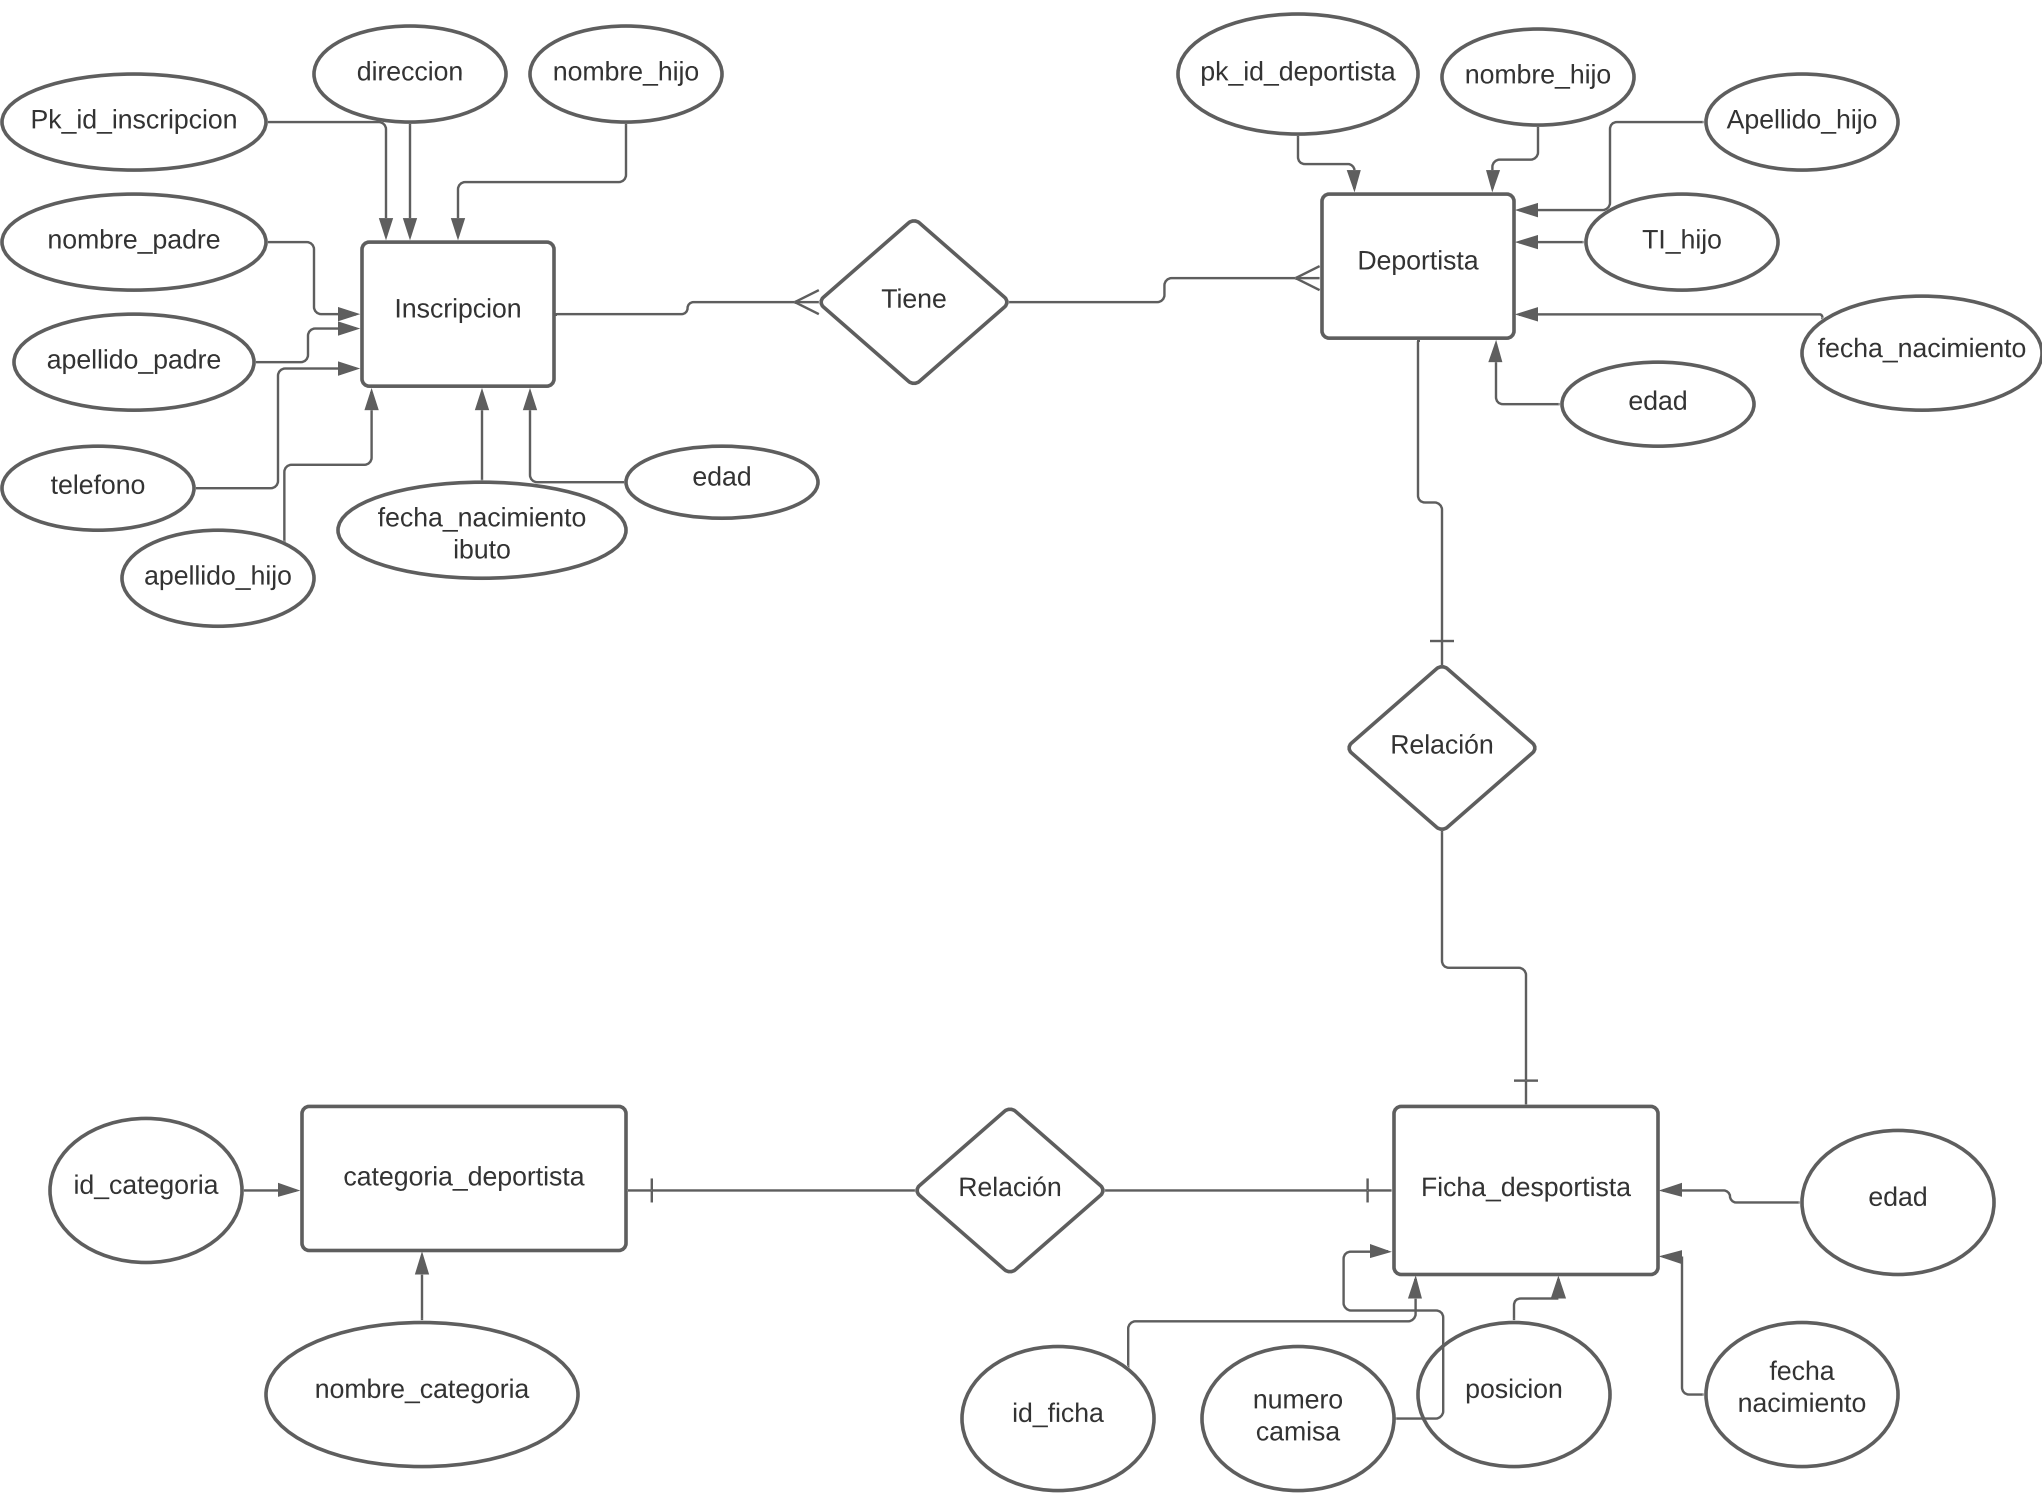 direccion
nombre_hijo
Pk_id_inscripcion
nombre_padre
apellido_padre
telefono
apellido_hijo
Inscripcion
fecha_nacimiento
ibuto
edad
Tiene
pk_id_deportista
nombre_hijo
Apellido_hijo
TI_hijo
Deportista
fecha_nacimiento
edad
Relación
id_categoria
categoria_deportista
nombre_categoria
Relación
Ficha_desportista
edad
id_ficha
numero
camisa
posicion
fecha
nacimiento